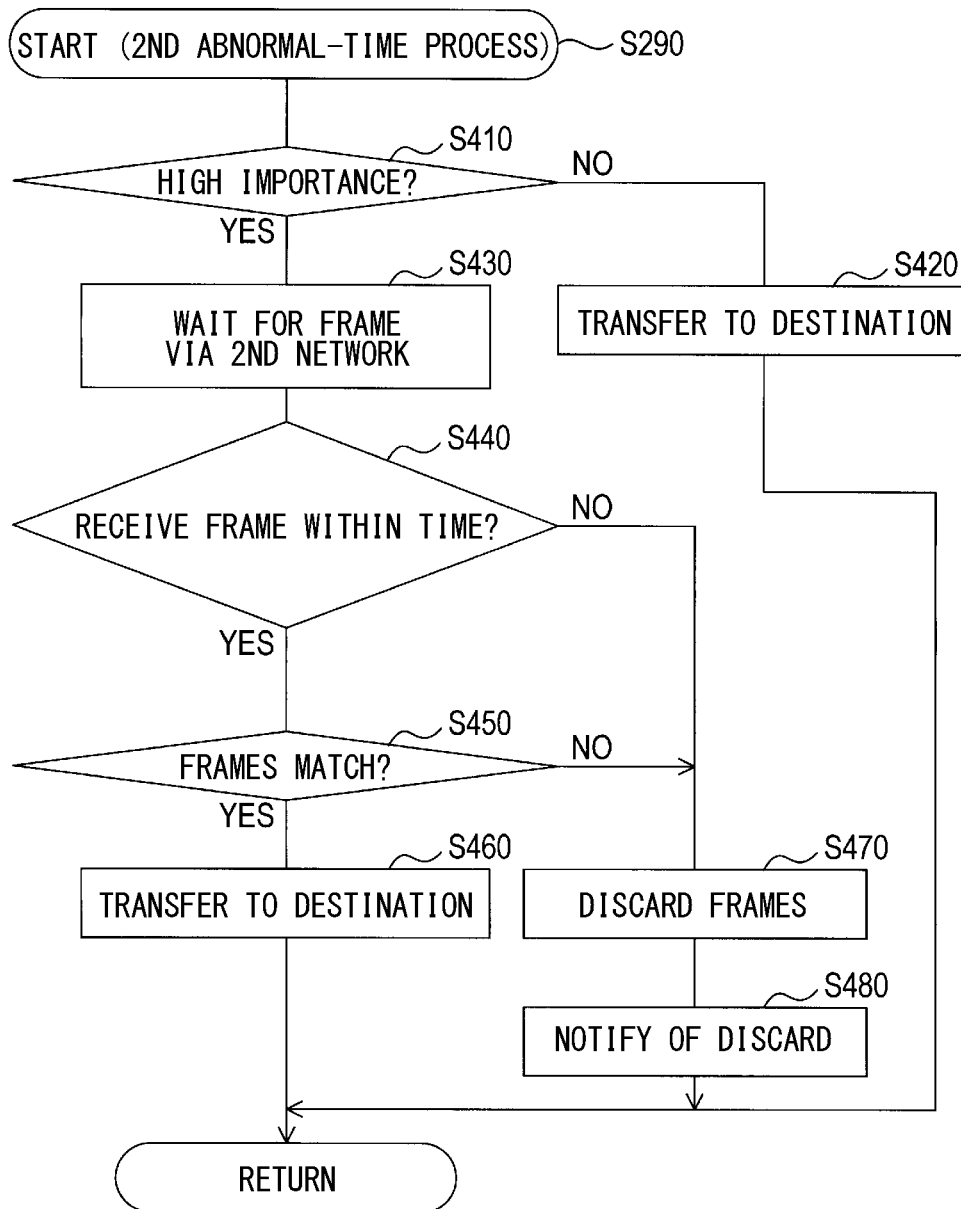 START (2ND ABNORMAL-TIME PROCESS)
S290
S410
HIGH IMPORTANCE?
NO
YES
S430
WAIT FOR FRAME
VIA 2ND NETWORK
S420
TRANSFER TO DESTINATION
S440
RECEIVE FRAME WITHIN TIME?
NO
YES
S450
FRAMES MATCH?
NO
YES
S460
TRANSFER TO DESTINATION
S470
DISCARD FRAMES
S480
NOTIFY OF DISCARD
RETURN